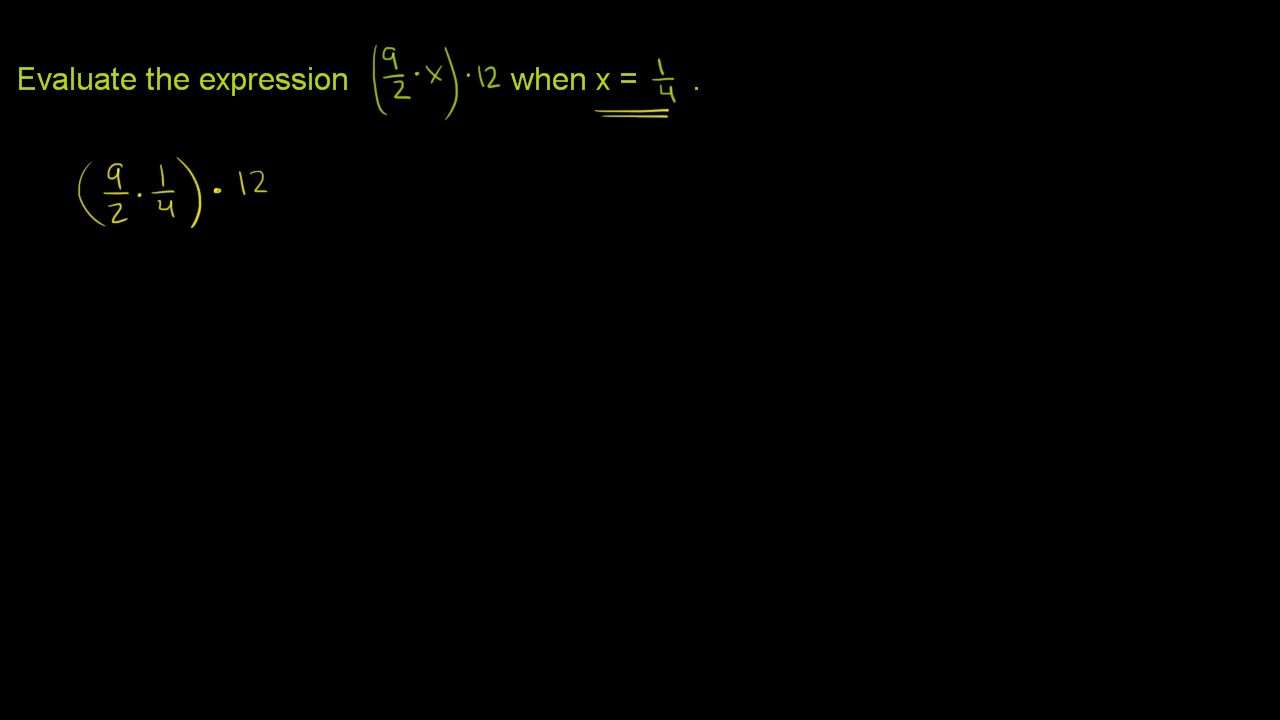 Evaluate the expression (9/2 · x) · 12 when x = 1/4 .
(9/2 · 1/4) · 12